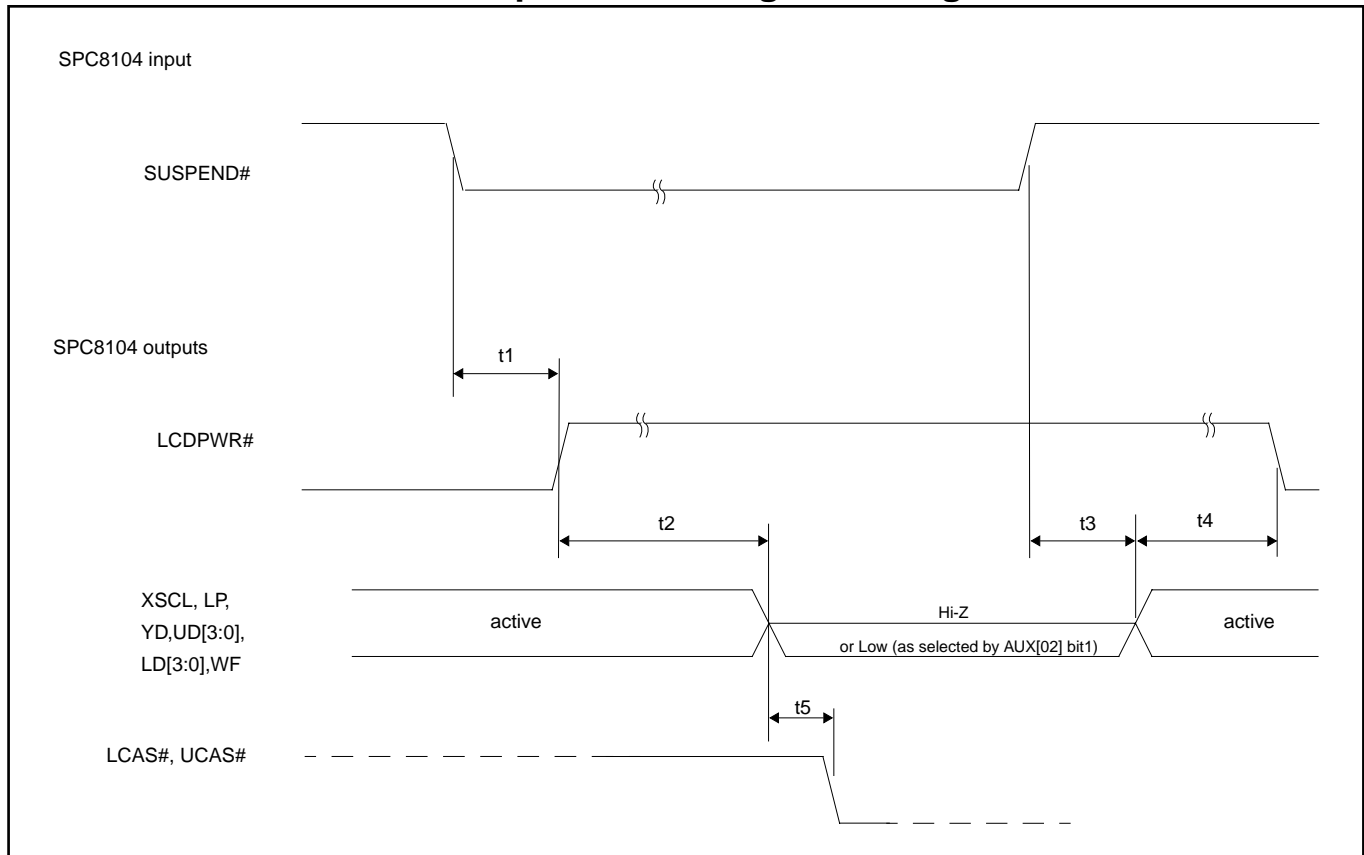 SPC8104 input
SUSPEND#
SPC8104 outputs
t1
LCDPWR#
t2
t3
t4
XSCL, LP,
YD,UD[3:0],
LD[3:0],WF
active
Hi-Z
or Low (as selected by AUX[02] bit1)
active
t5
LCAS#, UCAS#